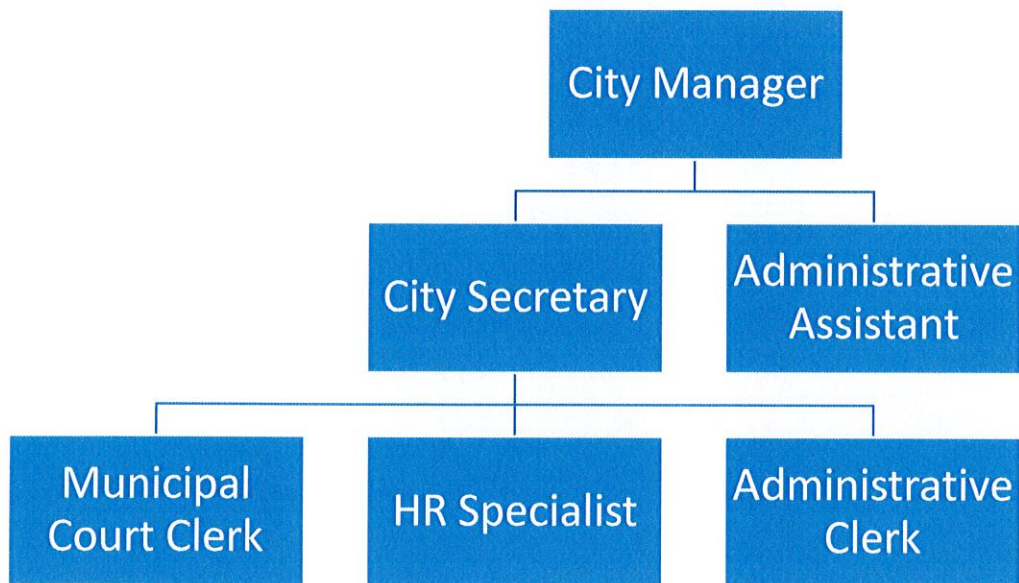 City Manager
City Secretary
Administrative
Assistant
Municipal
Court Clerk
HR Specialist
Administrative
Clerk